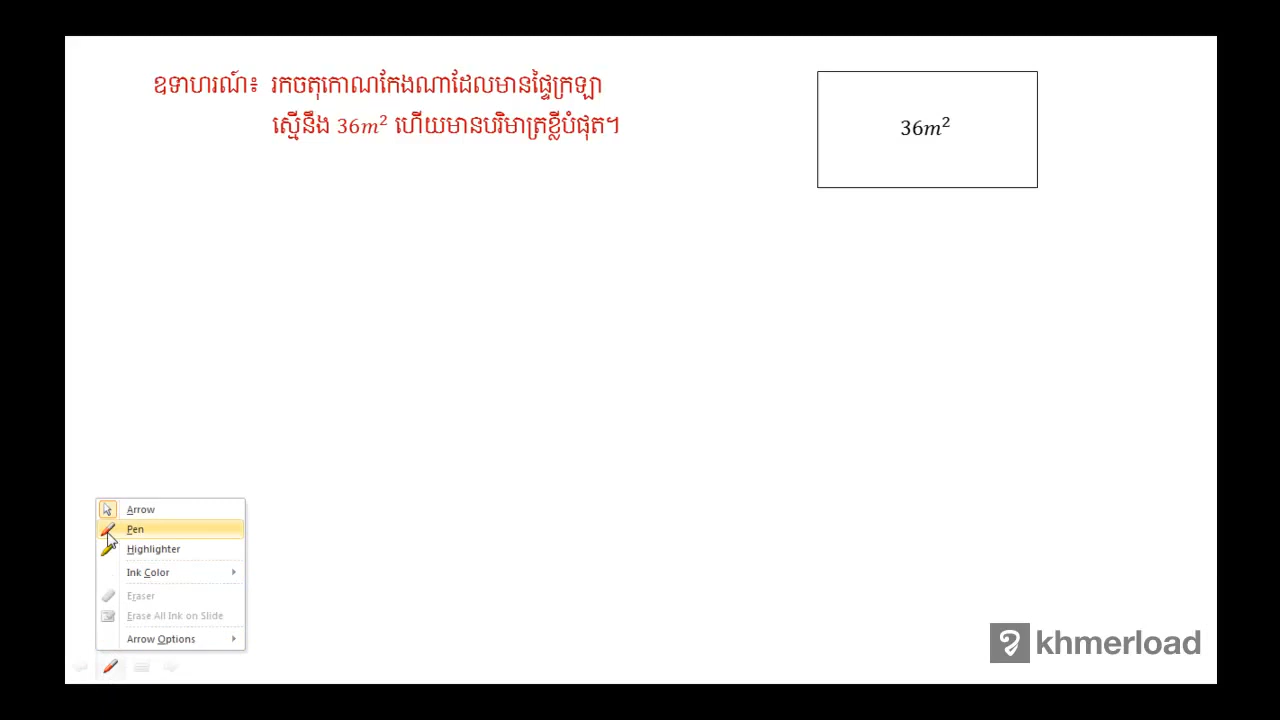 ឧទាហរណ៍៖ រកចតុកោណកែងណាដែលមានផ្ទៃក្រឡា
ស្មើនឹង 36m² ហើយមានបរិមាត្រខ្លីបំផុត។
36m²
Arrow
Pen
Highlighter
Ink Color
Eraser
Erase All Ink on Slide
Arrow Options
khmerload